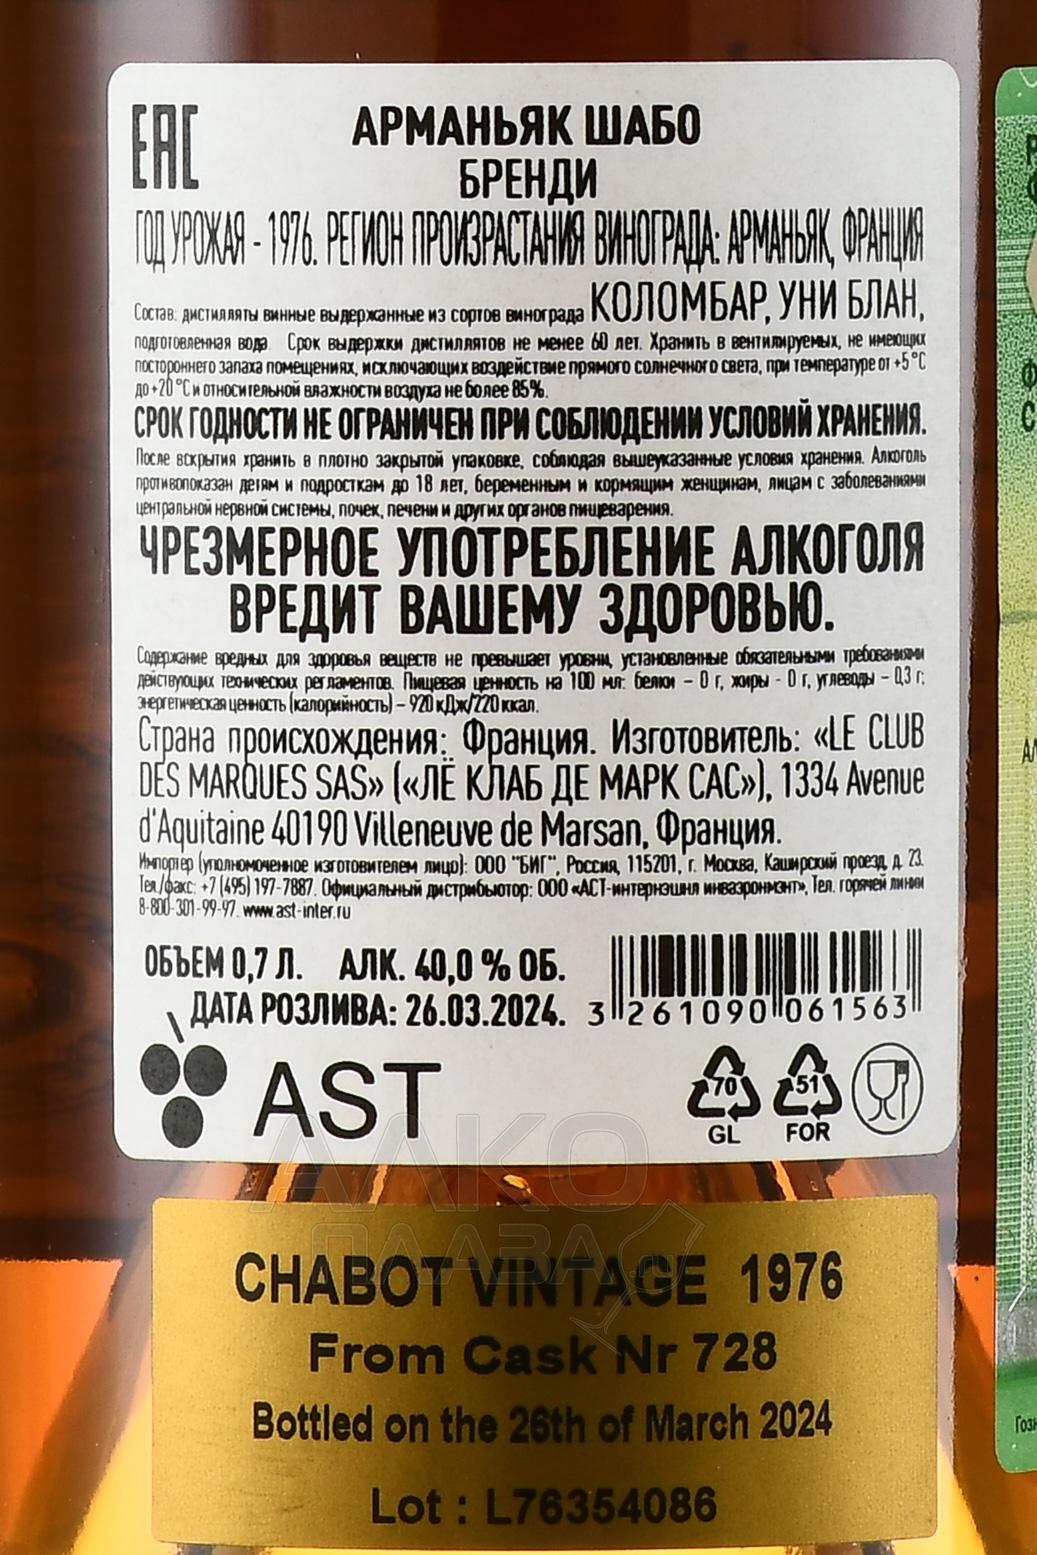 EAC
АРМАНЬЯК ШАБО
БРЕНДИ
ГОД УРОЖАЯ - 1976. РЕГИОН ПРОИЗРАСТАНИЯ ВИНОГРАДА: АРМАНЬЯК, ФРАНЦИЯ
Состав: дистилляты винные выдержанные из сортов винограда КОЛОМБАР, УНИ БЛАН,
подготовленная вода. Срок выдержки дистиллятов не менее 60 лет. Хранить в вентилируемых, не имеющих
постороннего запаха помещениях, исключающих воздействие прямого солнечного света, при температуре от +5 °C
до +20 °C и относительной влажности воздуха не более 85%.
СРОК ГОДНОСТИ НЕ ОГРАНИЧЕН ПРИ СОБЛЮДЕНИИ УСЛОВИЙ ХРАНЕНИЯ.
После вскрытия хранить в плотно закрытой упаковке, соблюдая вышеуказанные условия хранения. Алкоголь
противопоказан детям и подросткам до 18 лет, беременным и кормящим женщинам, лицам с заболеваниями
центральной нервной системы, почек, печени и других органов пищеварения.
ЧРЕЗМЕРНОЕ УПОТРЕБЛЕНИЕ АЛКОГОЛЯ
ВРЕДИТ ВАШЕМУ ЗДОРОВЬЮ.
Содержание вредных для здоровья веществ не превышает уровни, установленные обязательными требованиями
действующих технических регламентов. Пищевая ценность на 100 мл: белки – 0 г, жиры - 0 г, углеводы – 0,3 г;
энергетическая ценность (калорийность) – 920 кДж/220 ккал.
Страна происхождения: Франция. Изготовитель: «LE CLUB
DES MARQUES SAS» («ЛЁ КЛАБ ДЕ МАРК САС»), 1334 Avenue
d'Aquitaine 40190 Villeneuve de Marsan, Франция.
Импортер (уполномоченное изготовителем лицо): ООО "БИГ", Россия, 115201, г. Москва, Каширский проезд, д. 23.
Тел./факс: +7 (495) 197-7887. Официальный дистрибьютор: ООО «АСТ-интернэшнл инваэронмэнт», Тел. горячей линии
8-800-301-99-97. www.ast-inter.ru
ОБЪЕМ 0,7 Л. АЛК. 40,0 % ОБ.
ДАТА РОЗЛИВА: 26.03.2024.
3 261090 061563
AST
70
GL
51
FOR
АЛКО
ПЛАВА.ru
CHABOT VINTAGE 1976
From Cask Nr 728
Bottled on the 26th of March 2024
Lot : L76354086